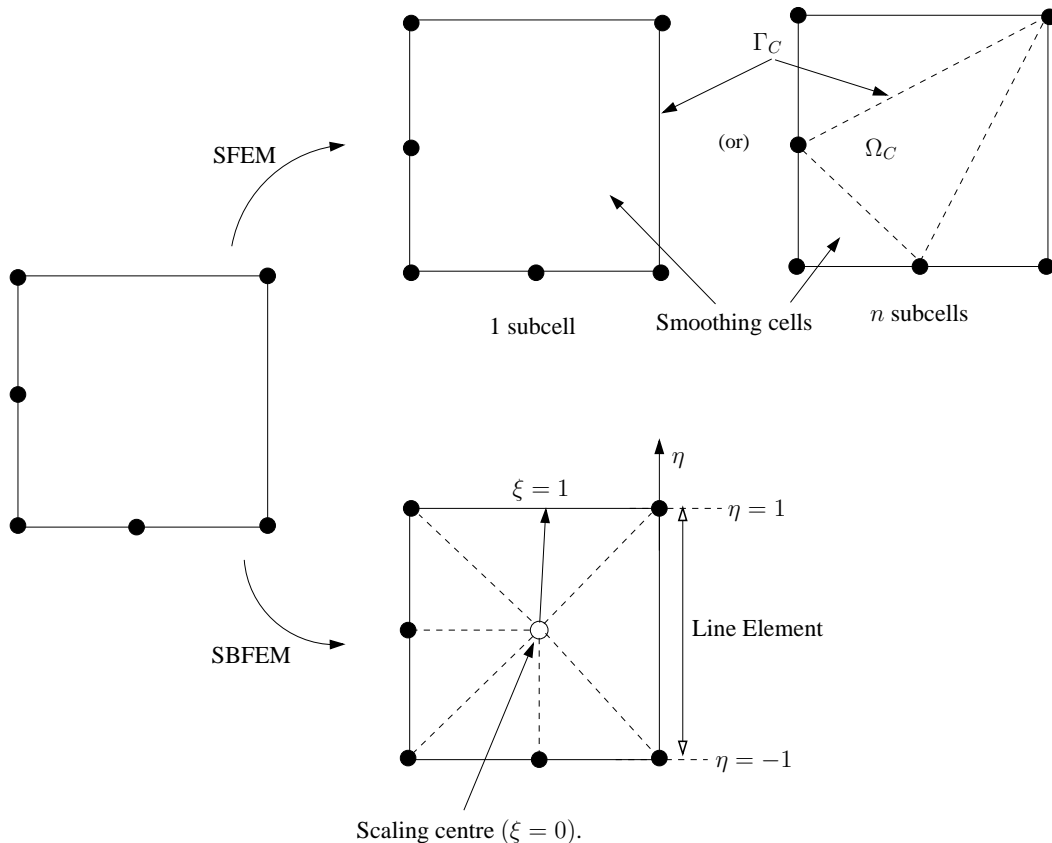 Γ_C
SFEM
(or)
Ω_C
1 subcell
Smoothing cells
n subcells
η
ξ = 1
η = 1
Line Element
SBFEM
η = −1
Scaling centre (ξ = 0).